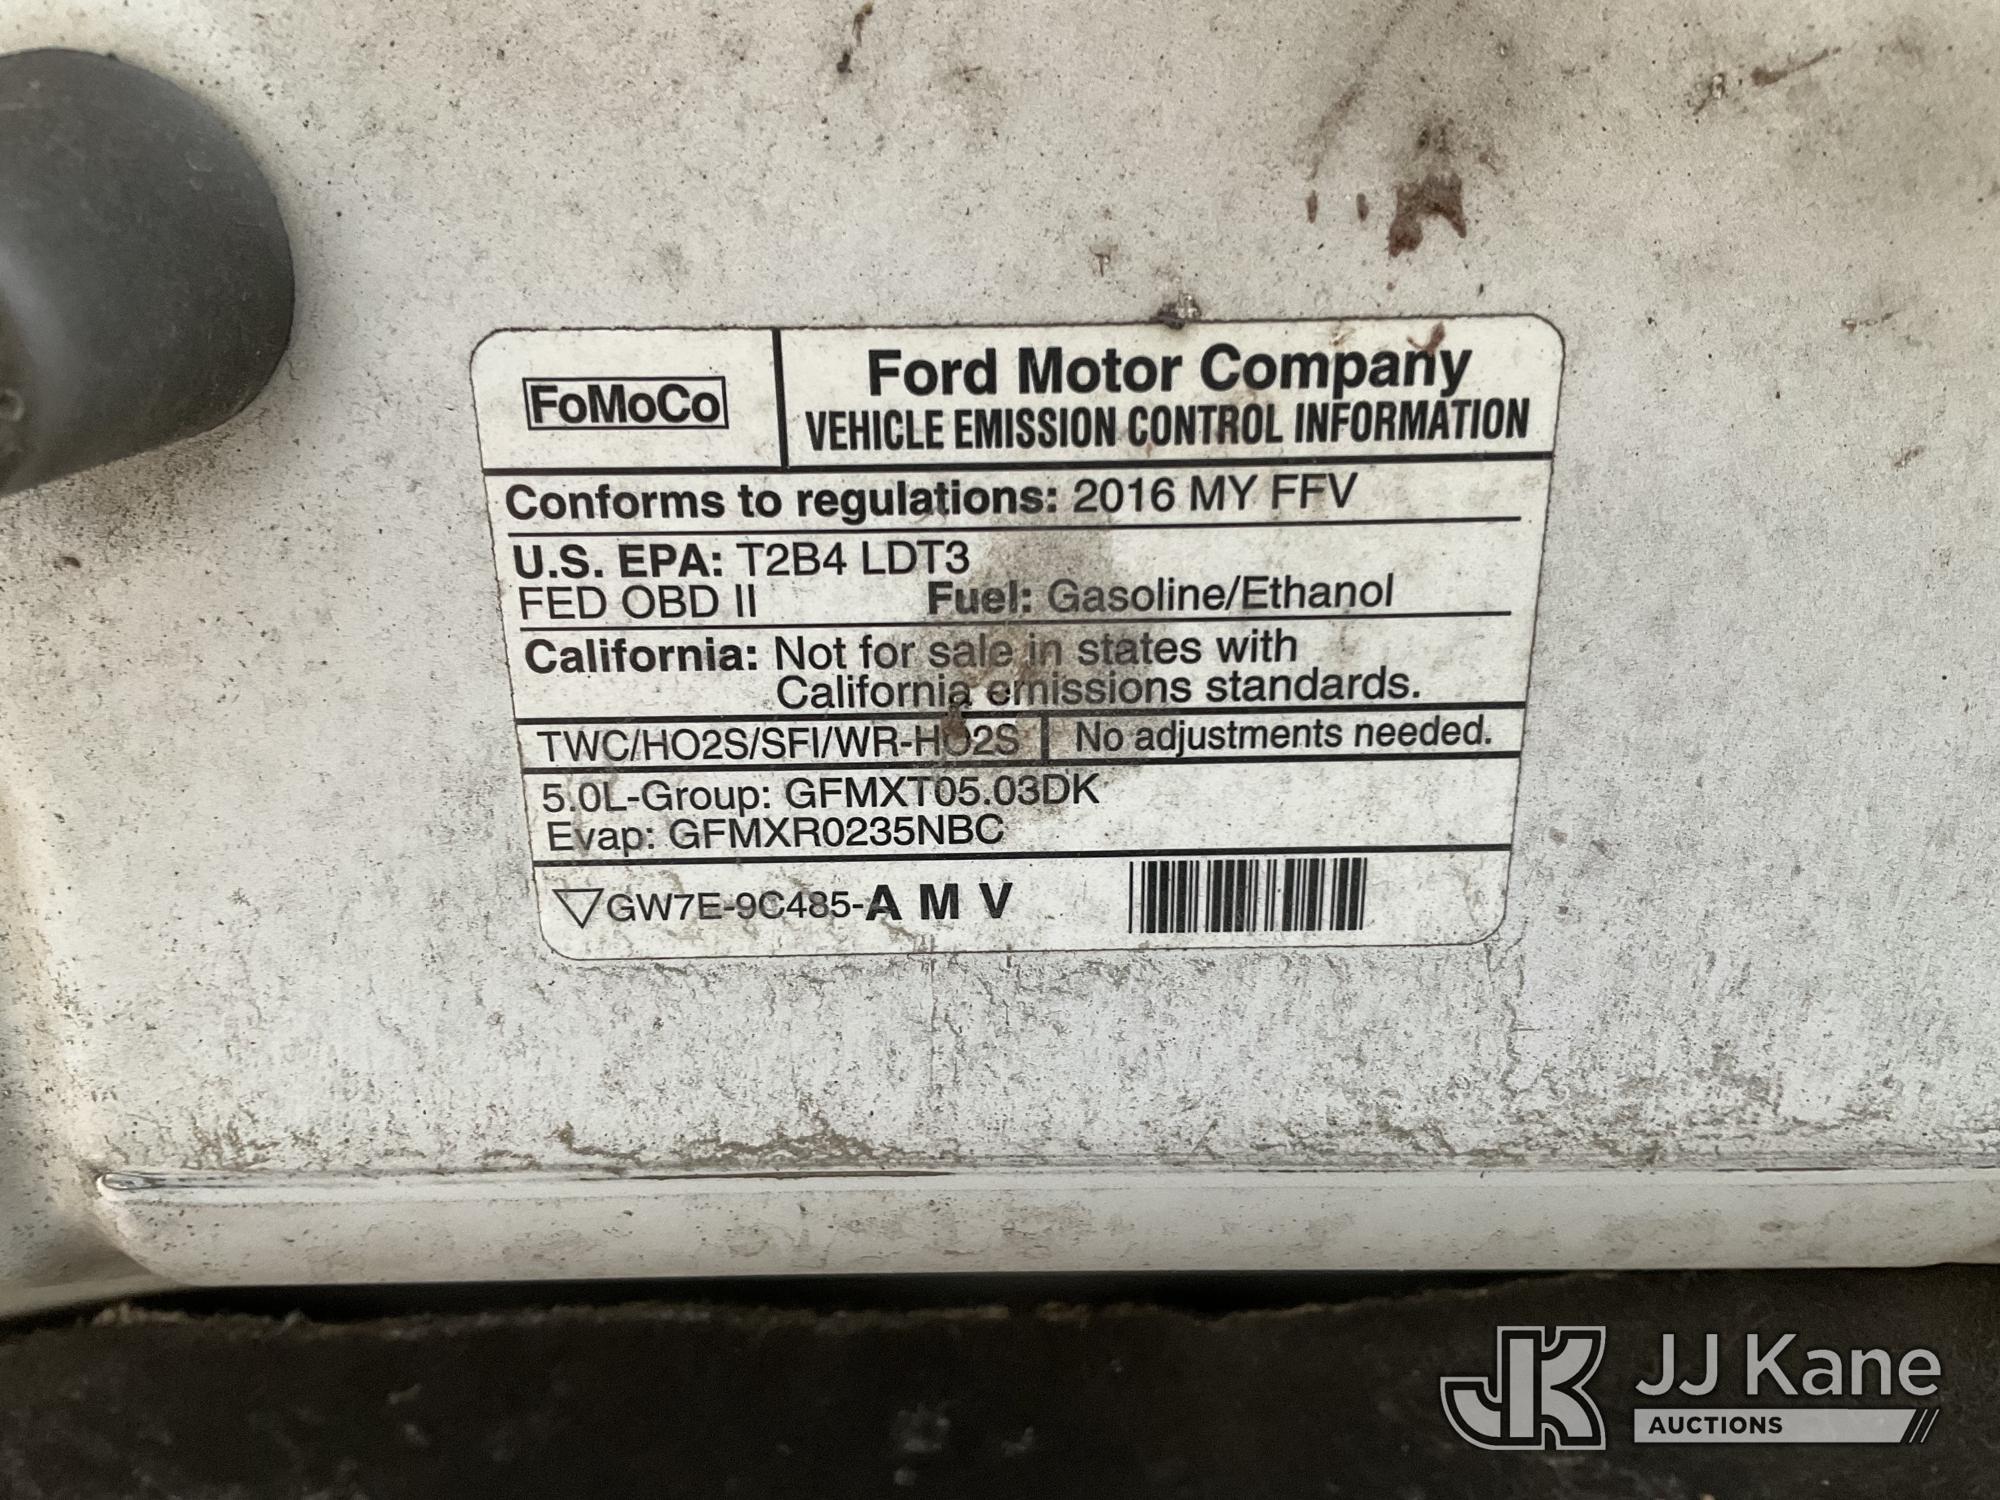 FoMoCo
Ford Motor Company
VEHICLE EMISSION CONTROL INFORMATION
Conforms to regulations: 2016 MY FFV
U.S. EPA: T2B4 LDT3
FED OBD II Fuel: Gasoline/Ethanol
California: Not for sale in states with
California emissions standards.
TWC/HO2S/SFI/WR-HO2S No adjustments needed.
5.0L-Group: GFMXT05.03DK
Evap: GFMXR0235NBC
GW7E-9C485-A M V
JK JJ Kane
AUCTIONS